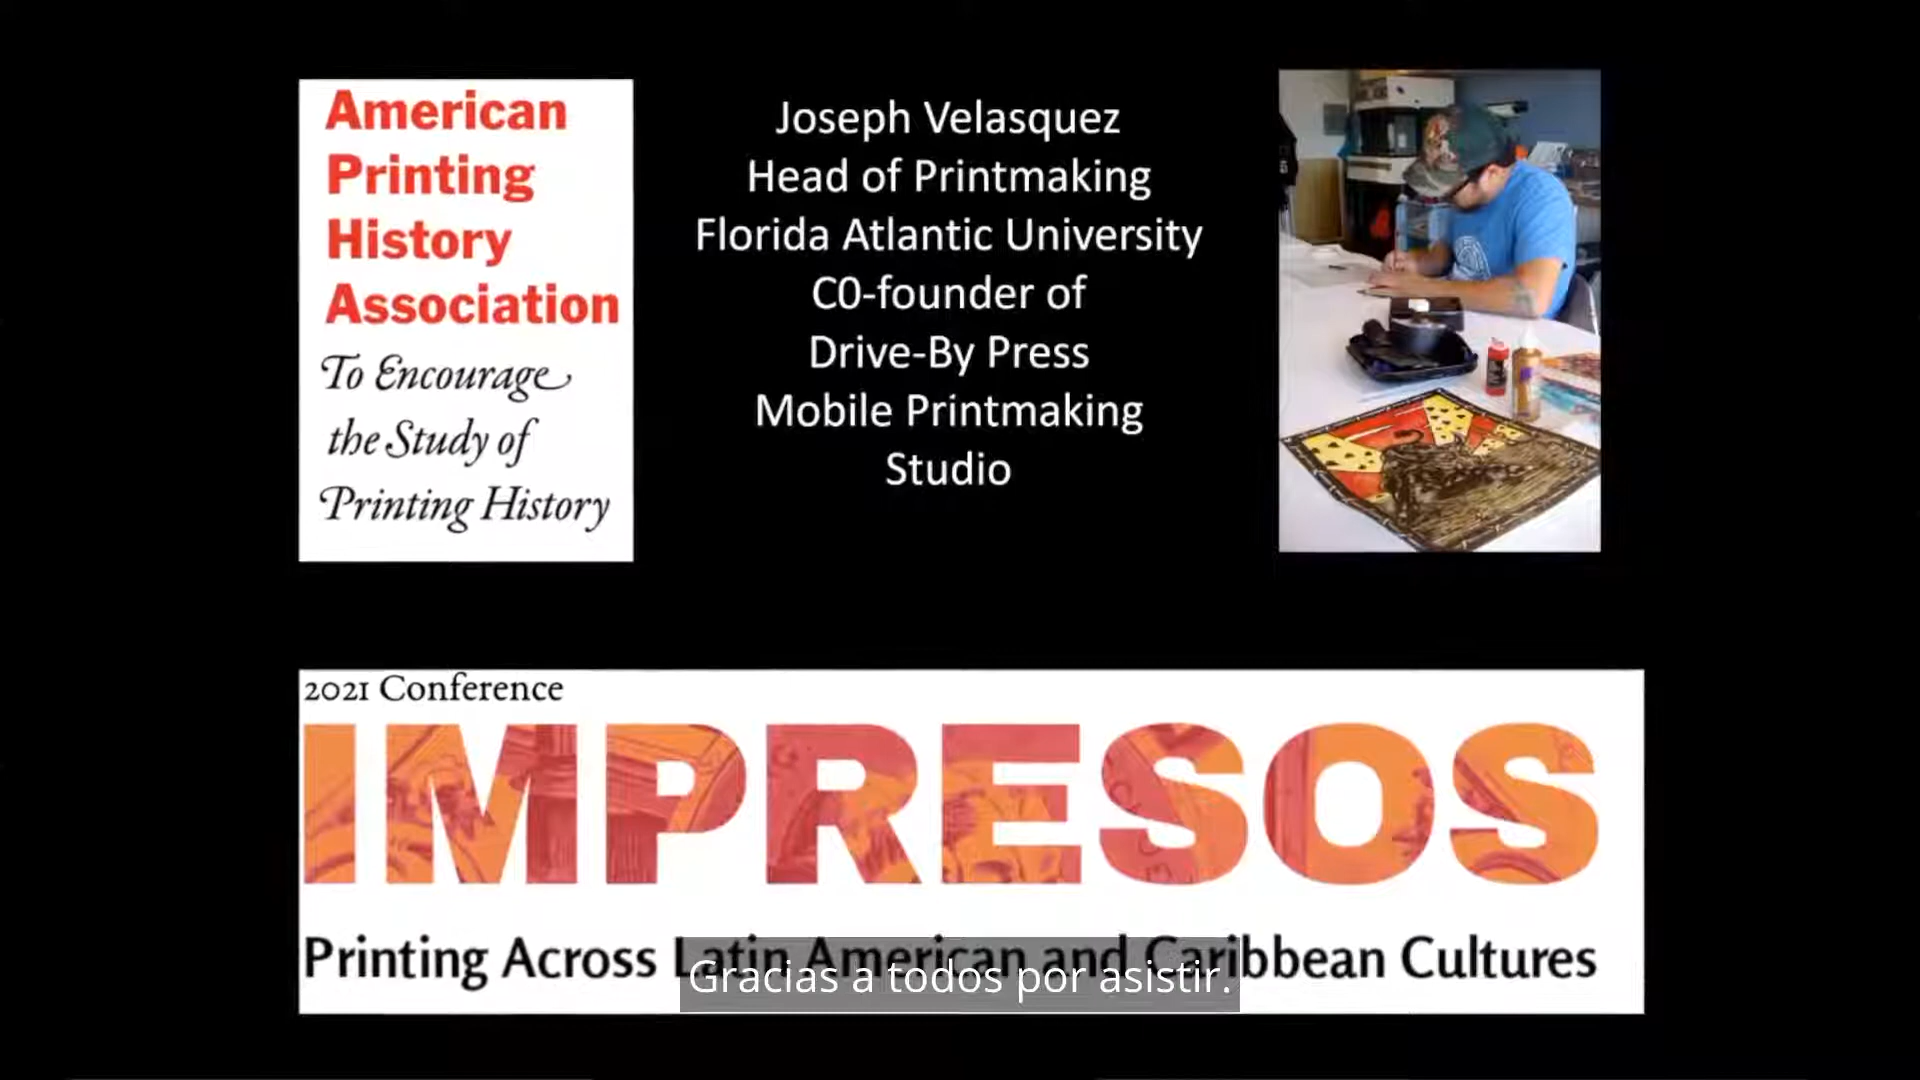 American
Printing
History
Association
To Encourage
the Study of
Printing History
Joseph Velasquez
Head of Printmaking
Florida Atlantic University
C0-founder of
Drive-By Press
Mobile Printmaking
Studio
2021 Conference
IMPRESOS
Printing Across Latin American and Caribbean Cultures
Gracias a todos por asistir.